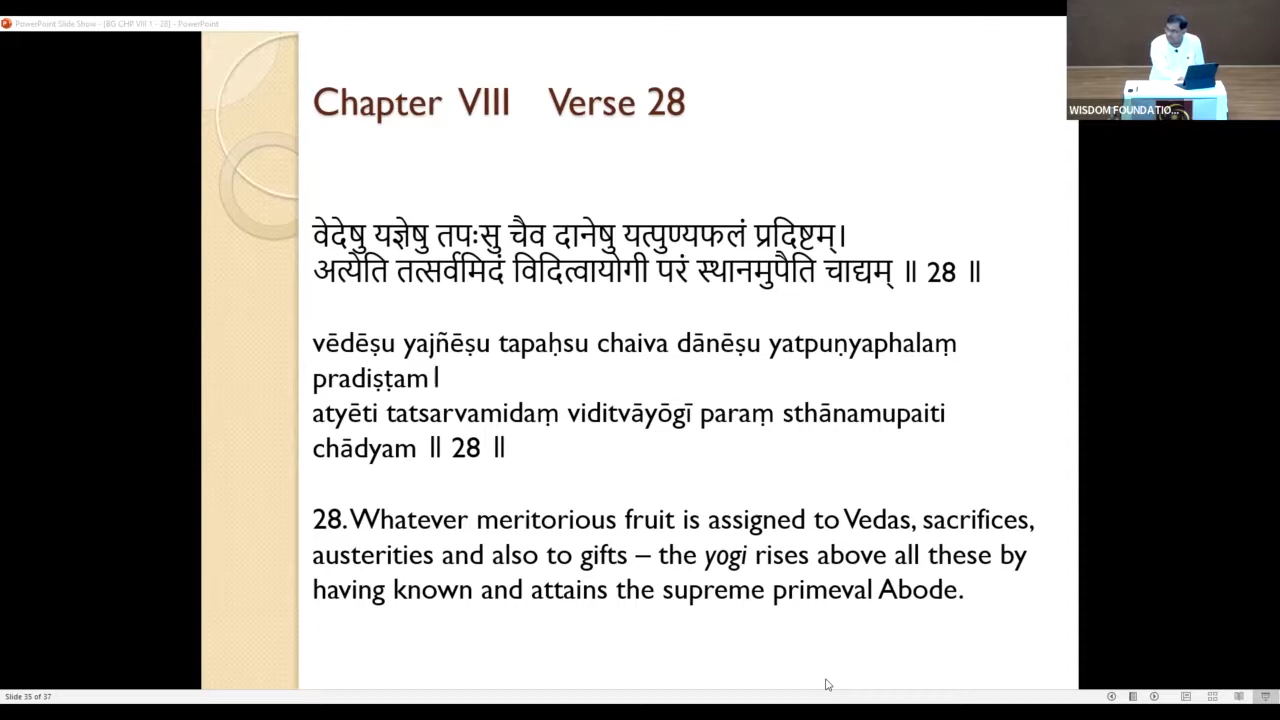 PowerPoint Slide Show - [BG CHP VIII 1 - 28] - PowerPoint
WISDOM FOUNDATIO...
Chapter VIII Verse 28
वेदेषु यज्ञेषु तपःसु चैव दानेषु यत्पुण्यफलं प्रदिष्टम्।
अत्येति तत्सर्वमिदं विदित्वायोगी परं स्थानमुपैति चाद्यम् ॥ 28 ॥
vēdēṣu yajñēṣu tapaḥsu chaiva dānēṣu yatpuṇyaphalaṃ
pradiṣṭam।
atyēti tatsarvamidaṃ viditvāyōgī paraṃ sthānamupaiti
chādyam ॥ 28 ॥
28. Whatever meritorious fruit is assigned to Vedas, sacrifices,
austerities and also to gifts – the yogi rises above all these by
having known and attains the supreme primeval Abode.
Slide 35 of 37